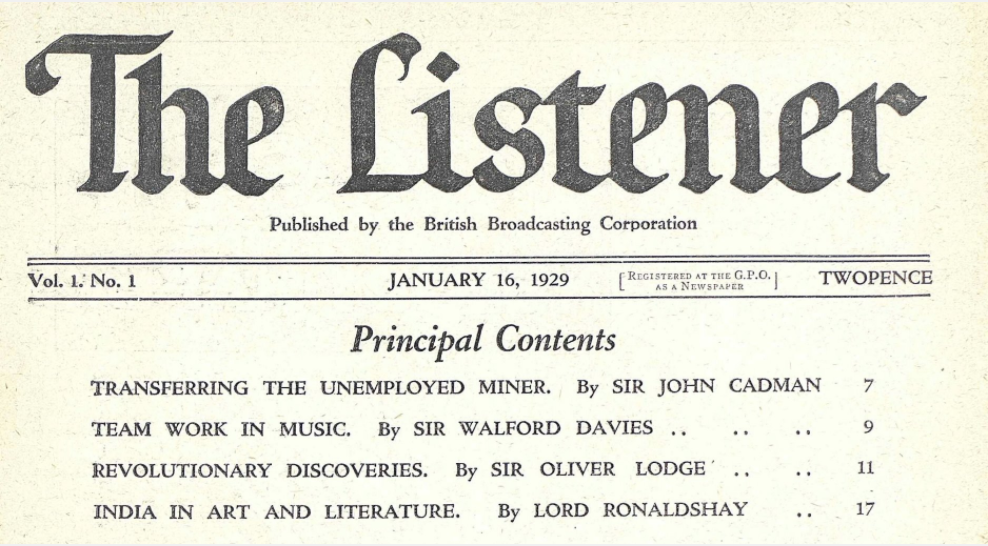 The Listener
Published by the British Broadcasting Corporation
Vol. 1. No. 1 JANUARY 16, 1929 [REGISTERED AT THE G.P.O. AS A NEWSPAPER] TWOPENCE
Principal Contents
TRANSFERRING THE UNEMPLOYED MINER. By SIR JOHN CADMAN 7
TEAM WORK IN MUSIC. By SIR WALFORD DAVIES .. .. .. 9
REVOLUTIONARY DISCOVERIES. By SIR OLIVER LODGE .. .. 11
INDIA IN ART AND LITERATURE. By LORD RONALDSHAY .. 17